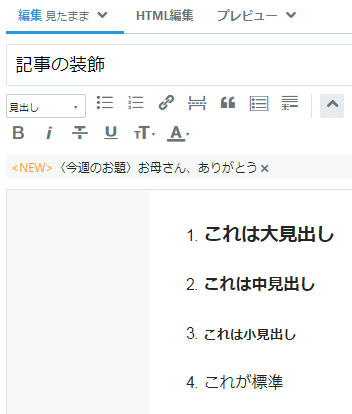 編集 見たまま HTML編集 プレビュー
記事の装飾
見出し
B i T U TT A
<NEW> 〈今週のお題〉お母さん、ありがとう ×
1. これは大見出し
2. これは中見出し
3. これは小見出し
4. これが標準